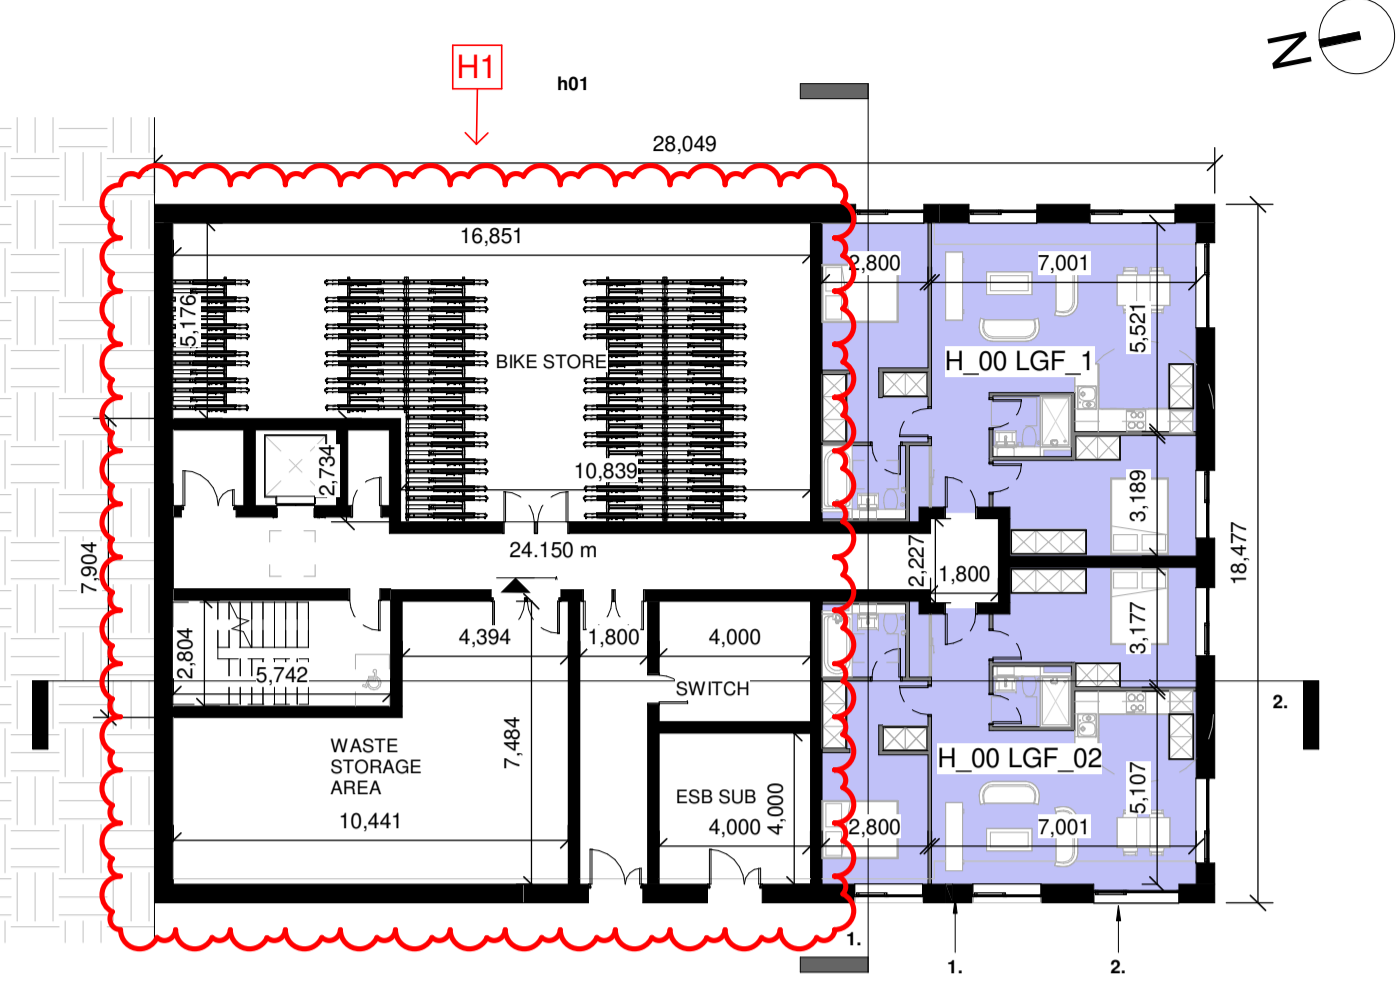 N
H1
h01
28,049
16,851
2,800
7,001
5,176
5,521
BIKE STORE
H_00 LGF_1
2,734
10,839
3,189
18,477
24.150 m
2,227
1,800
7,904
3,177
2,804
5,742
4,394
1,800
4,000
SWITCH
2.
7,484
WASTE
STORAGE
AREA
H_00 LGF_02
10,441
ESB SUB
4,000
4,000
2,800
7,001
5,107
1.
1.
2.